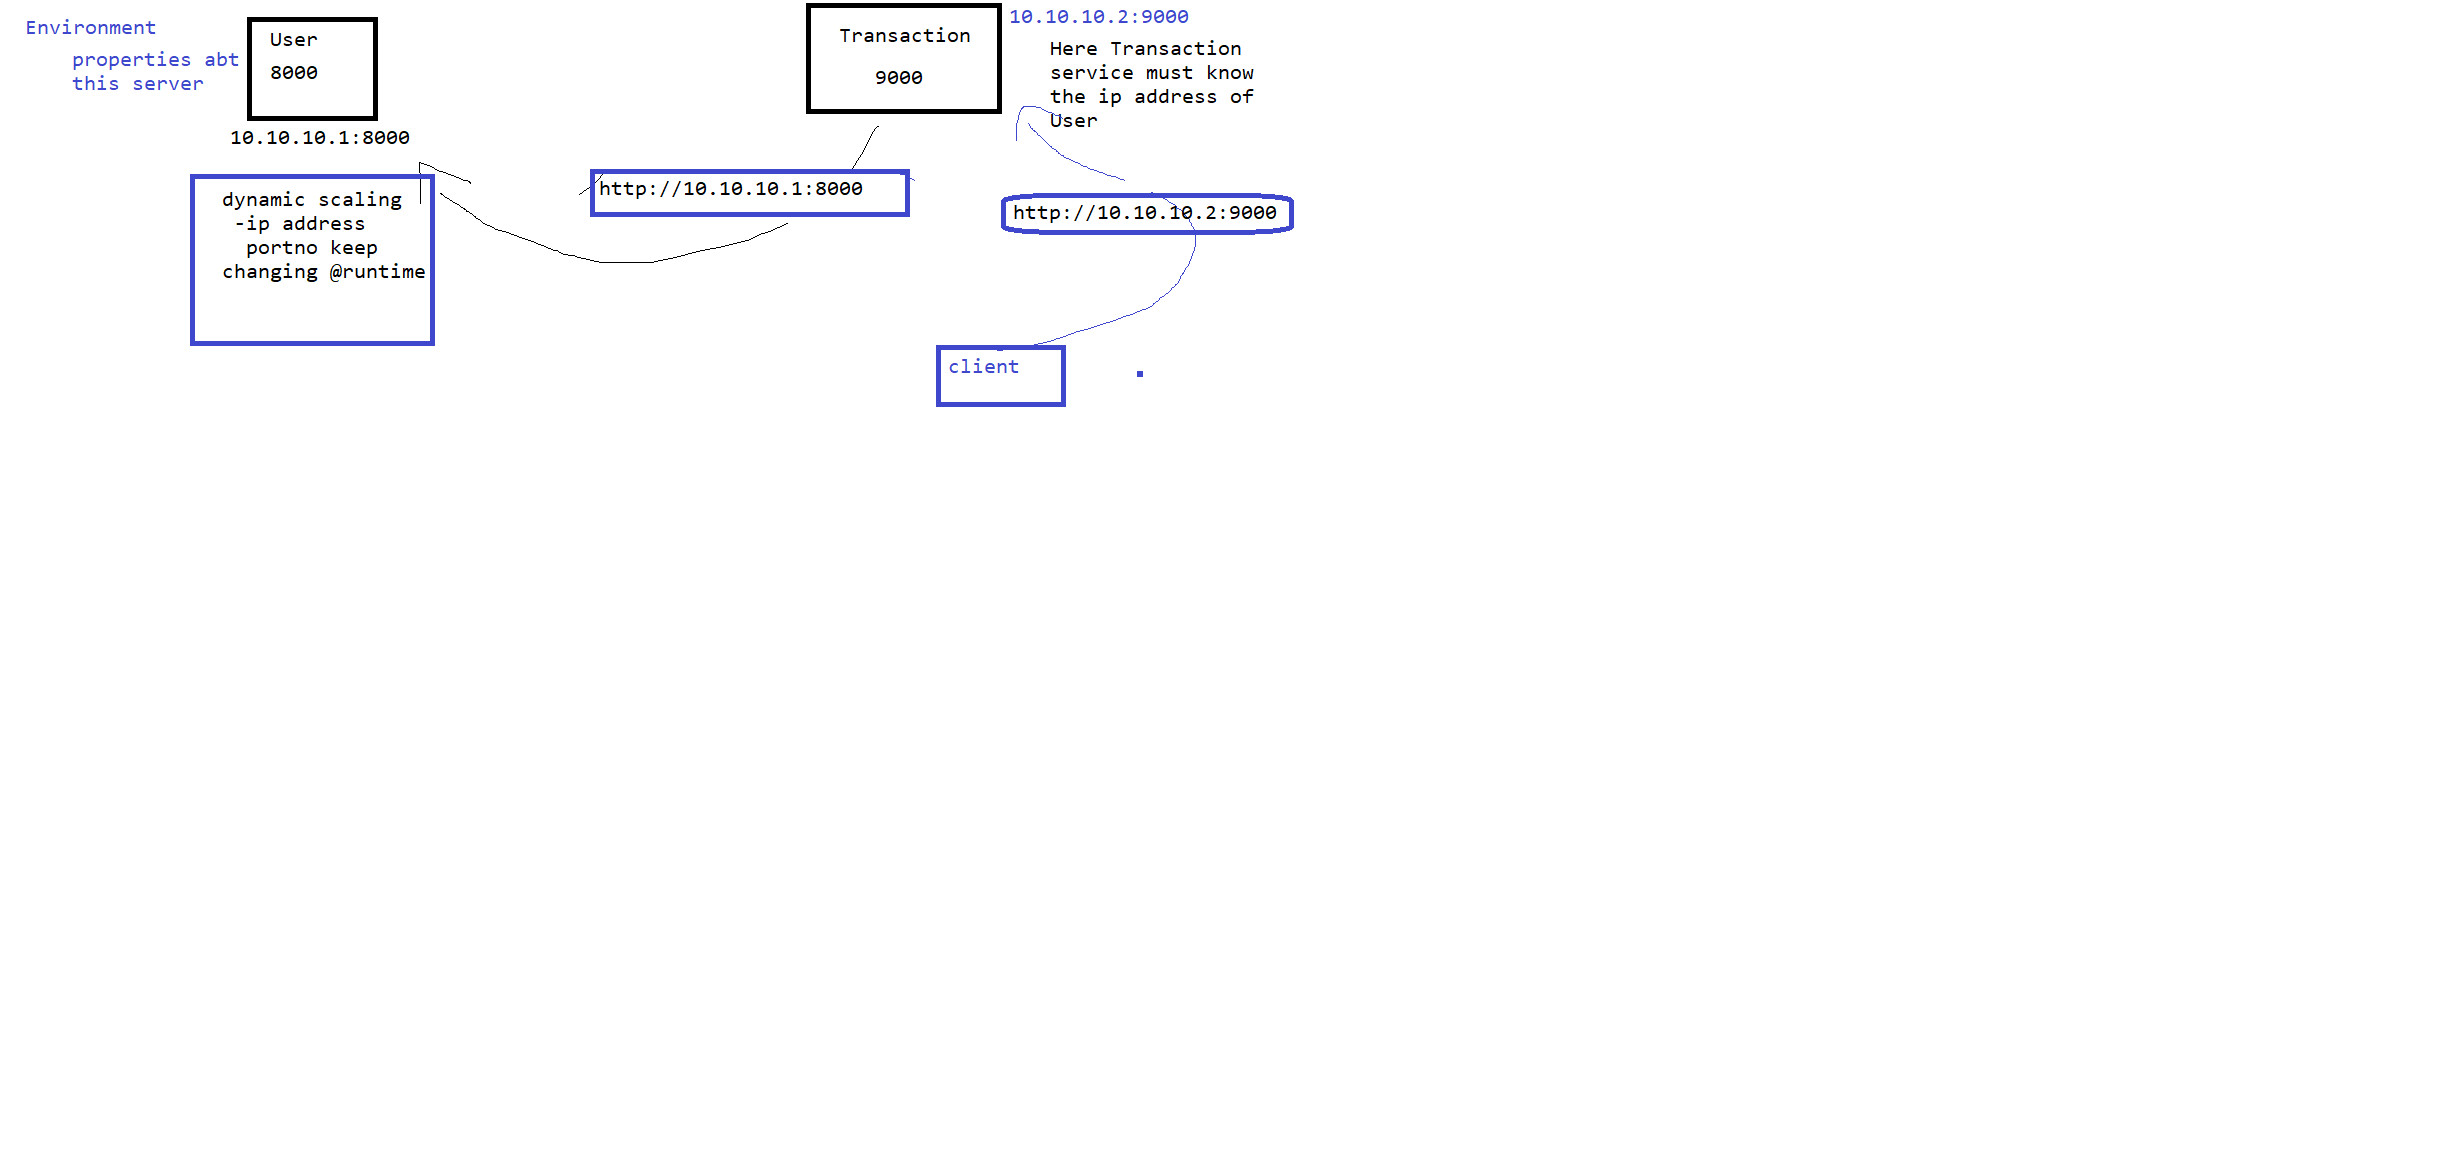 Environment
properties abt
this server
User
8000
10.10.10.1:8000
dynamic scaling
-ip address
portno keep
changing @runtime
Transaction
9000
http://10.10.10.1:8000
10.10.10.2:9000
Here Transaction
service must know
the ip address of
User
http://10.10.10.2:9000
client